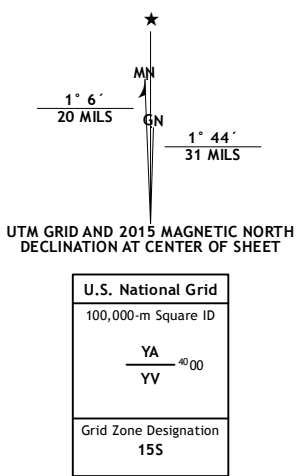 ★
MN
1° 6´
20 MILS
GN
1° 44´
31 MILS
UTM GRID AND 2015 MAGNETIC NORTH
DECLINATION AT CENTER OF SHEET
U.S. National Grid
100,000-m Square ID
YA
4000
YV
Grid Zone Designation
15S